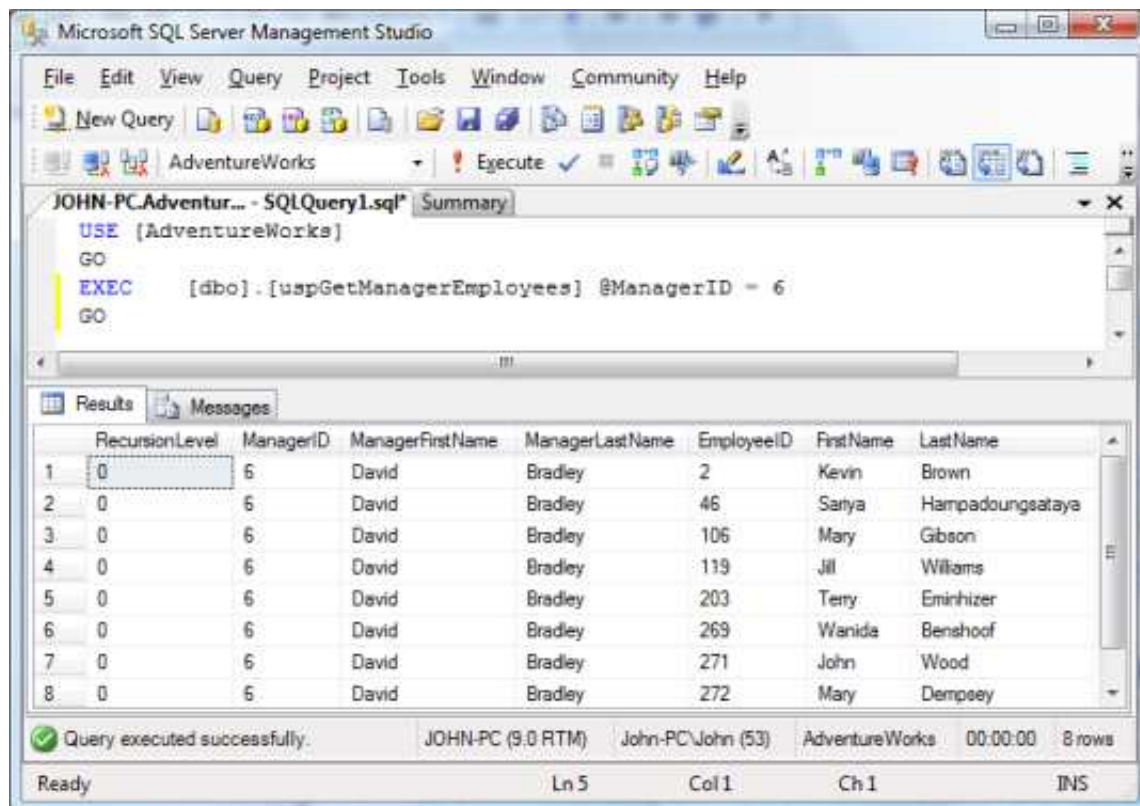 Microsoft SQL Server Management Studio
File Edit View Query Project Tools Window Community Help
New Query
AdventureWorks Execute
JOHN-PC.Adventur... - SQLQuery1.sql* Summary
USE [AdventureWorks]
GO
EXEC [dbo].[uspGetManagerEmployees] @ManagerID = 6
GO
Results Messages
RecursionLevel ManagerID ManagerFirstName ManagerLastName EmployeeID FirstName LastName
1 0 6 David Bradley 2 Kevin Brown
2 0 6 David Bradley 46 Sariya Harnpadoungsataya
3 0 6 David Bradley 106 Mary Gibson
4 0 6 David Bradley 119 Jill Williams
5 0 6 David Bradley 203 Terry Eminhizer
6 0 6 David Bradley 269 Wanida Benshoof
7 0 6 David Bradley 271 John Wood
8 0 6 David Bradley 272 Mary Dempsey
Query executed successfully. JOHN-PC (9.0 RTM) John-PC\John (53) AdventureWorks 00:00:00 8 rows
Ready Ln 5 Col 1 Ch 1 INS